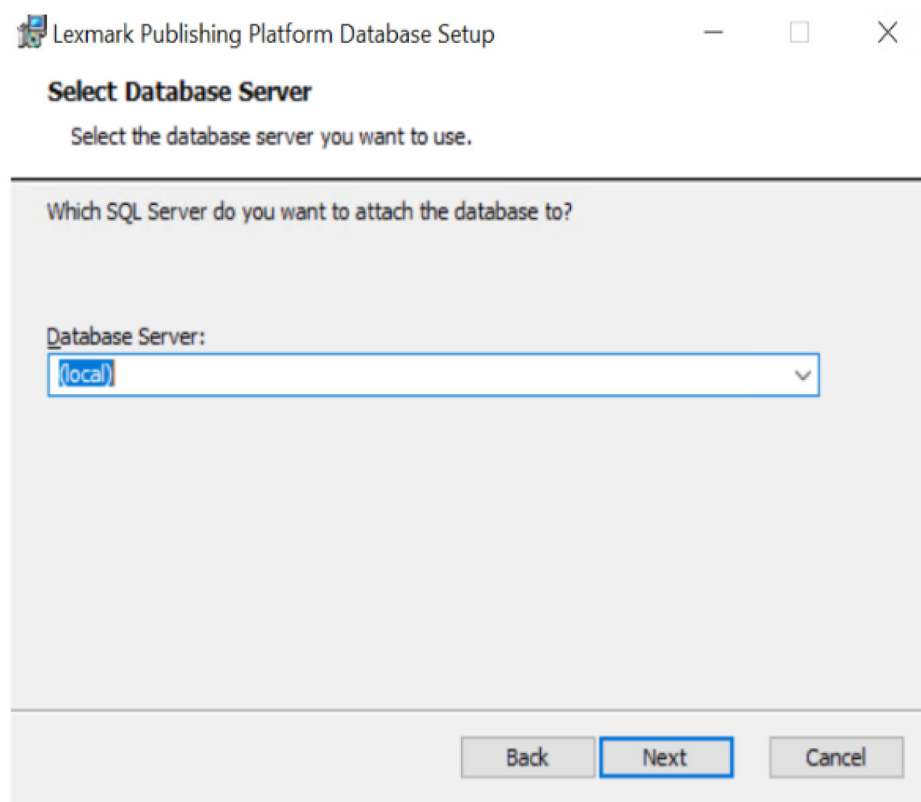 Lexmark Publishing Platform Database Setup
Select Database Server
Select the database server you want to use.
Which SQL Server do you want to attach the database to?
Database Server:
(local)
Back Next Cancel